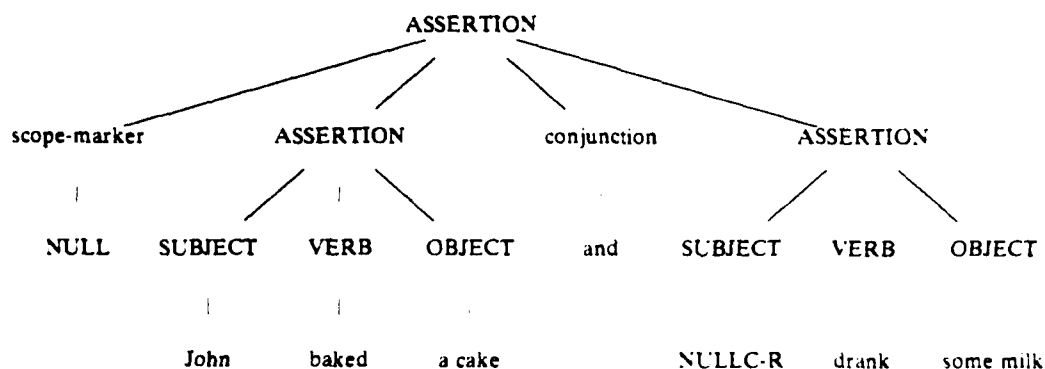 ASSERTION
scope-marker ASSERTION conjunction ASSERTION
NULL SUBJECT VERB OBJECT and SUBJECT VERB OBJECT
John baked a cake NULLC-R drank some milk